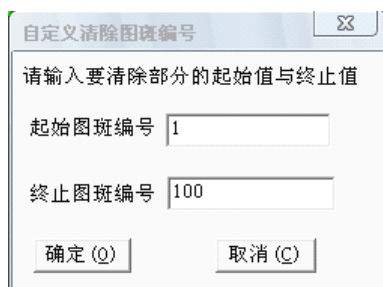 自定义清除图斑编号
请输入要清除部分的起始值与终止值
起始图斑编号 1
终止图斑编号 100
确定(O) 取消(C)